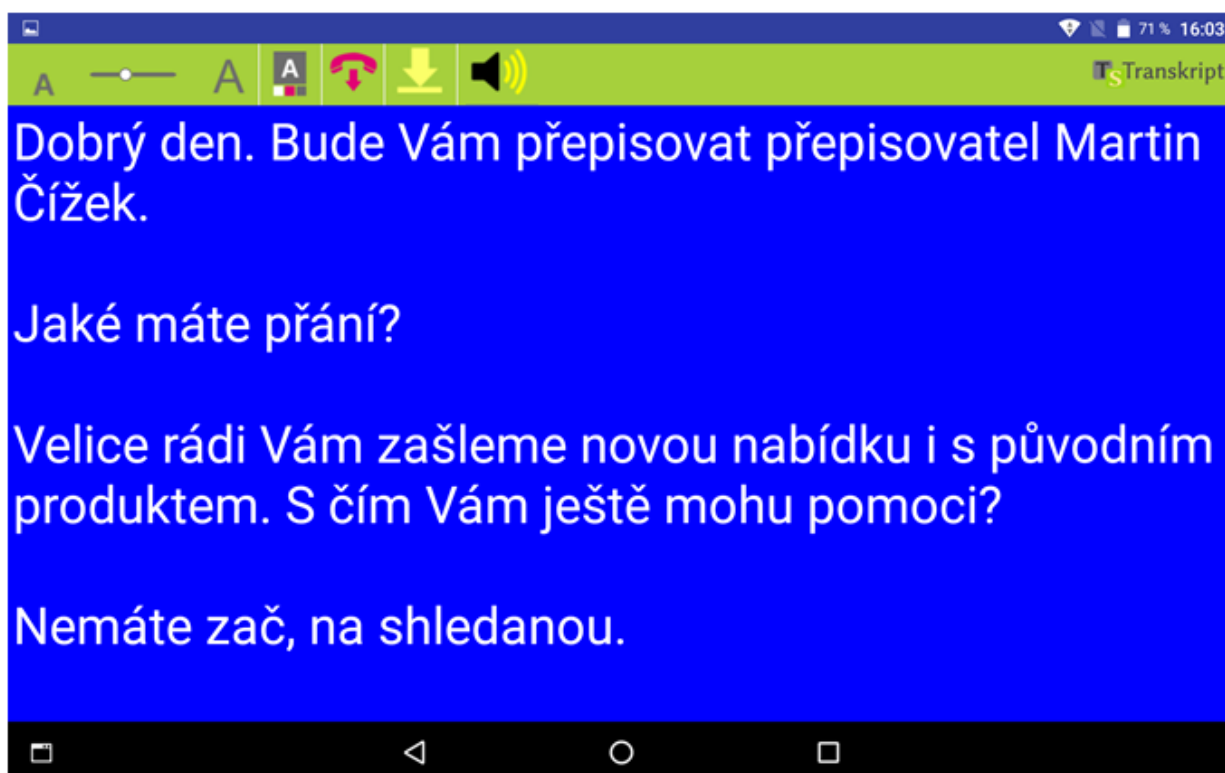 71 % 16:03
A A A TS Transkript
Dobrý den. Bude Vám přepisovat přepisovatel Martin
Čížek.
Jaké máte přání?
Velice rádi Vám zašleme novou nabídku i s původním
produktem. S čím Vám ještě mohu pomoci?
Nemáte zač, na shledanou.